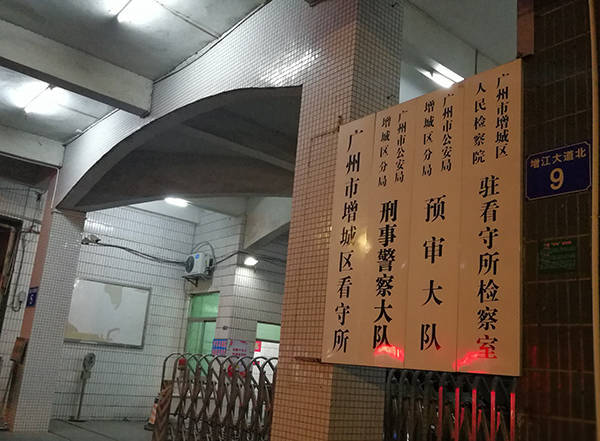 广州市增城区看守所
广州市公安局
增城区分局
刑事警察大队
广州市公安局
增城区分局
预审大队
广州市增城区
人民检察院
驻看守所检察室
增江大道北
9